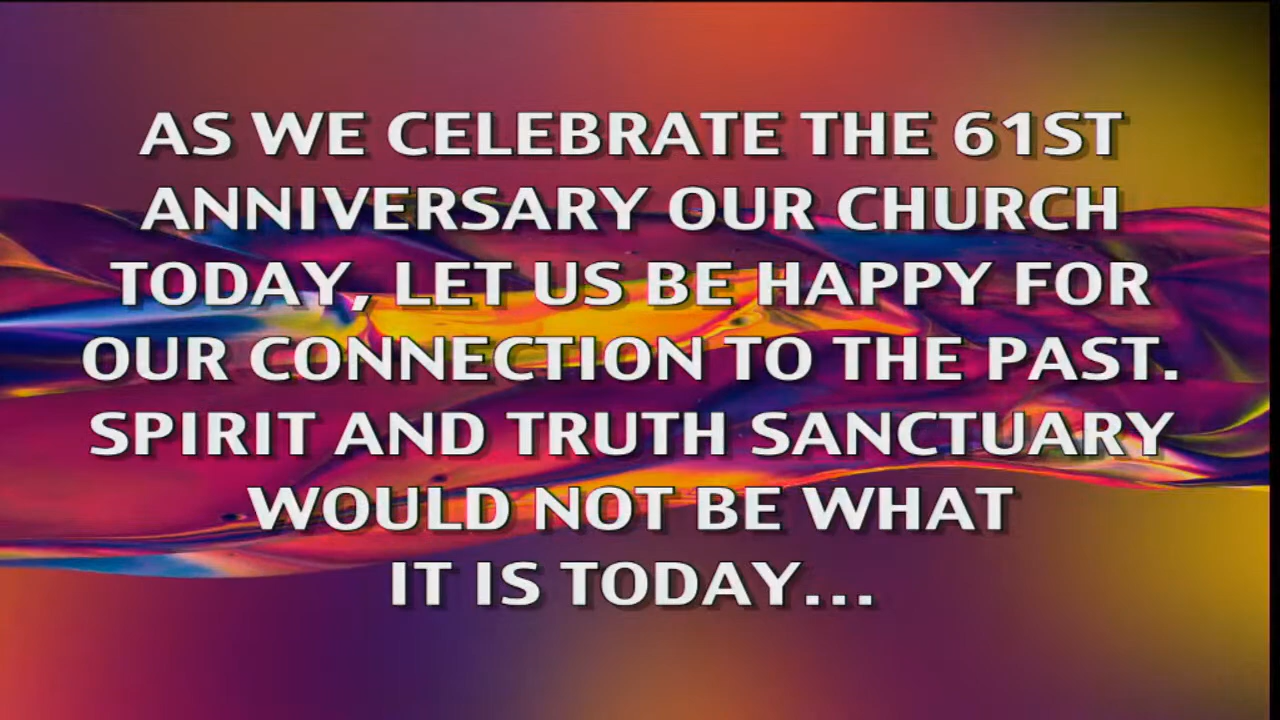 AS WE CELEBRATE THE 61ST
ANNIVERSARY OUR CHURCH
TODAY, LET US BE HAPPY FOR
OUR CONNECTION TO THE PAST.
SPIRIT AND TRUTH SANCTUARY
WOULD NOT BE WHAT
IT IS TODAY...